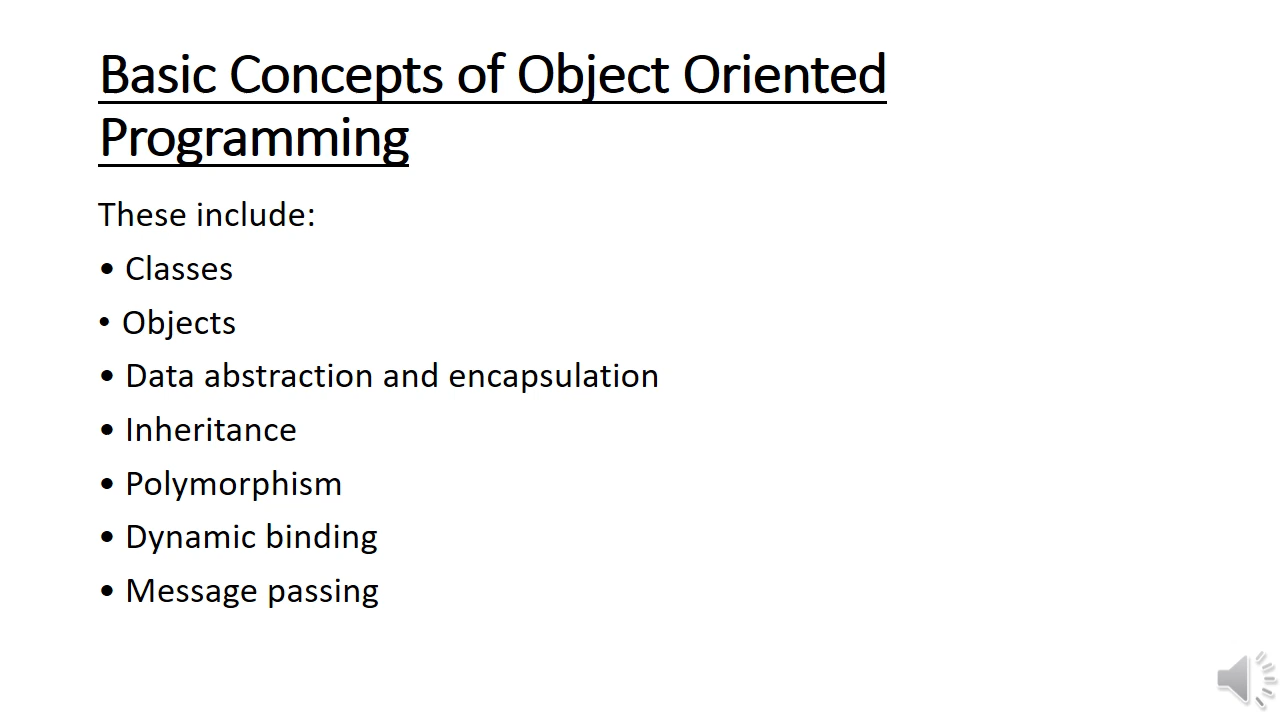 Basic Concepts of Object Oriented
Programming
These include:
• Classes
• Objects
• Data abstraction and encapsulation
• Inheritance
• Polymorphism
• Dynamic binding
• Message passing